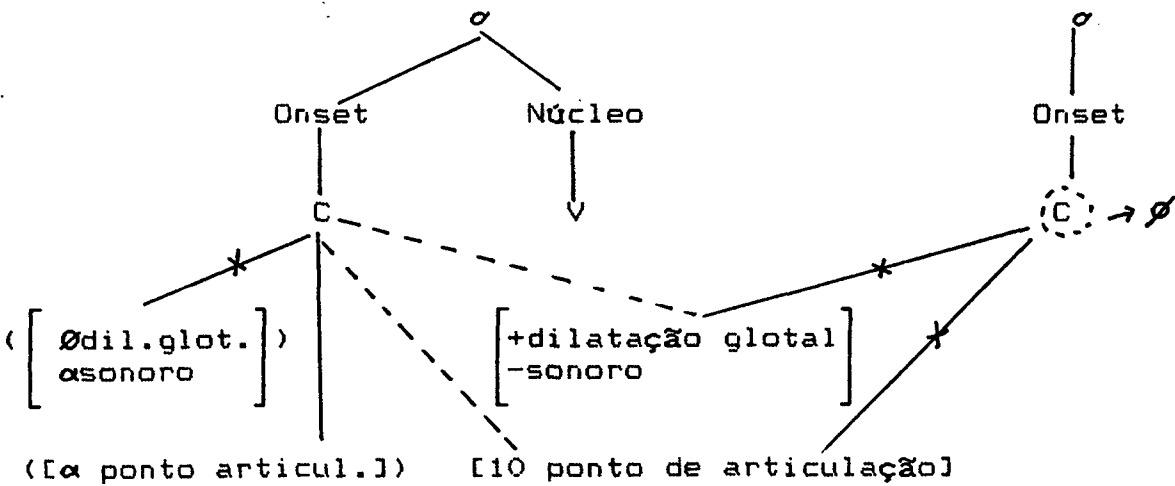 σ σ
Onset Núcleo Onset
C V C → ø
( [ Ødil.glot. ] ) [ +dilatação glotal ]
αsonoro -sonoro
([α ponto articul.]) [10 ponto de articulação]